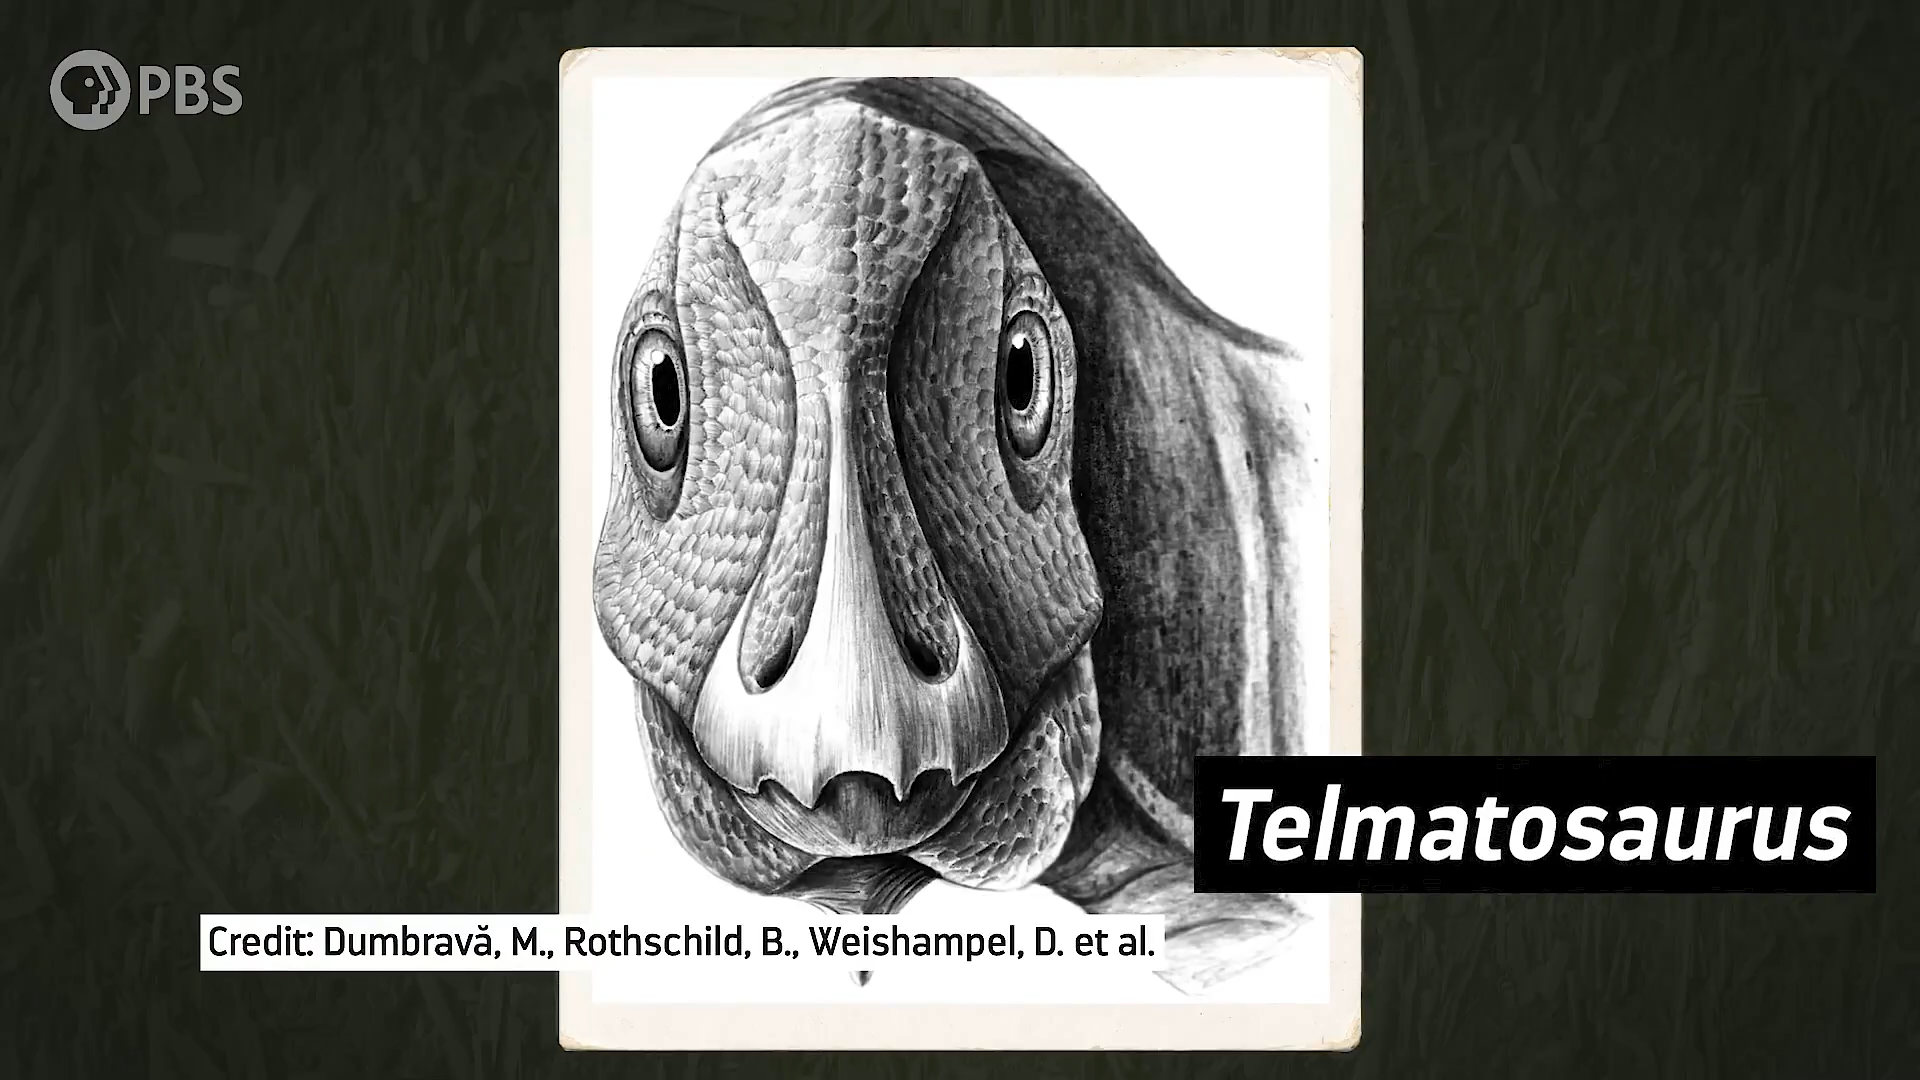 PBS
Telmatosaurus
Credit: Dumbravă, M., Rothschild, B., Weishampel, D. et al.